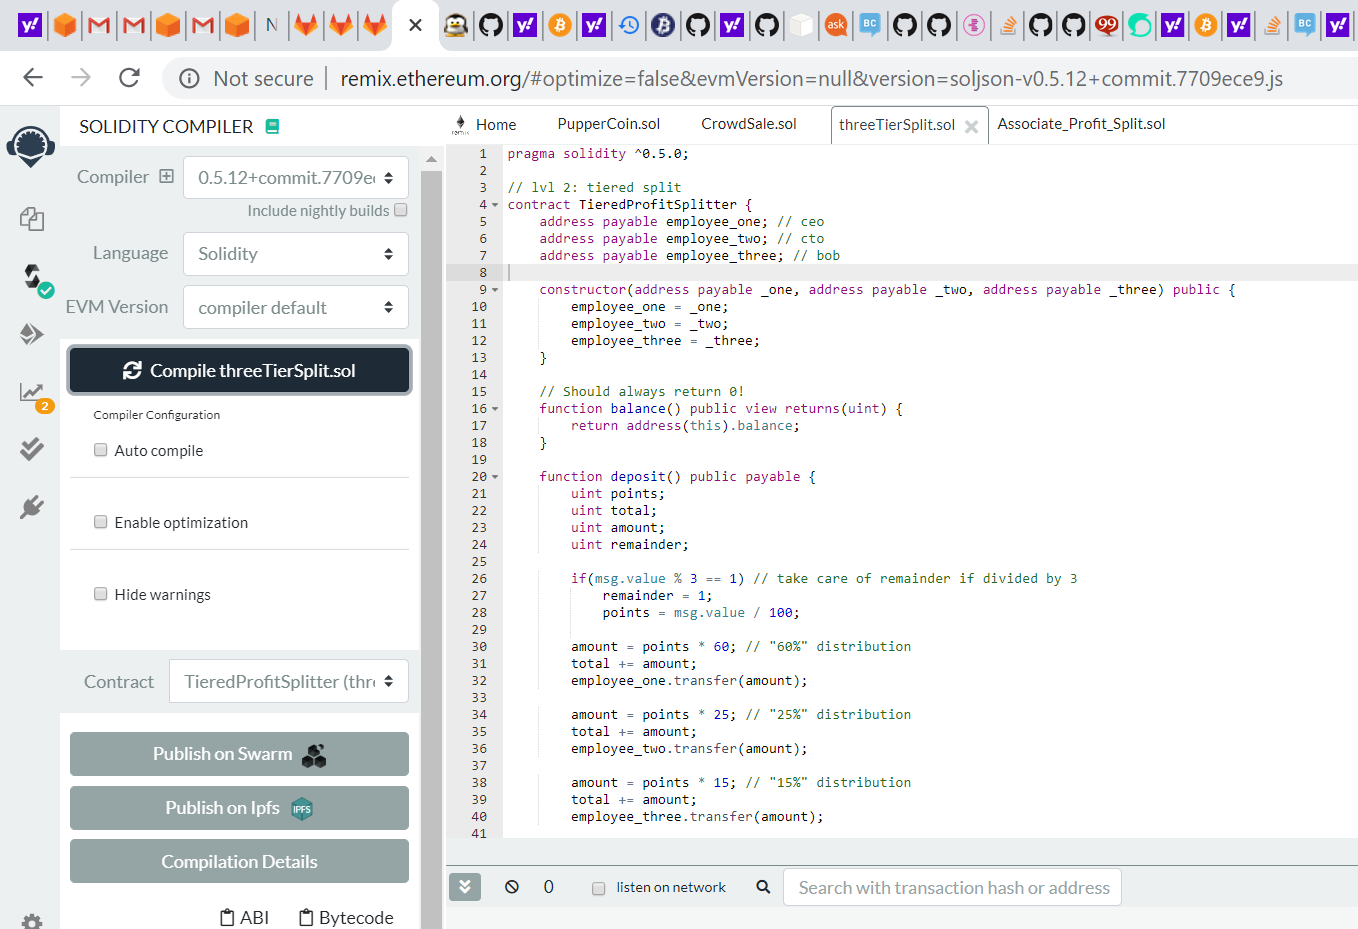 Not secure | remix.ethereum.org/#optimize=false&evmVersion=null&version=soljson-v0.5.12+commit.7709ece9.js
SOLIDITY COMPILER
Compiler 0.5.12+commit.7709e
Include nightly builds
Language Solidity
EVM Version compiler default
Compile threeTierSplit.sol
Compiler Configuration
Auto compile
Enable optimization
Hide warnings
Contract TieredProfitSplitter (thr
Publish on Swarm
Publish on Ipfs IPFS
Compilation Details
ABI Bytecode
2
ask
BC
99
BC
remix Home PupperCoin.sol CrowdSale.sol threeTierSplit.sol Associate_Profit_Split.sol
1 pragma solidity ^0.5.0;
2
3 // lvl 2: tiered split
4 contract TieredProfitSplitter {
5 address payable employee_one; // ceo
6 address payable employee_two; // cto
7 address payable employee_three; // bob
8
9 constructor(address payable _one, address payable _two, address payable _three) public {
10 employee_one = _one;
11 employee_two = _two;
12 employee_three = _three;
13 }
14
15 // Should always return 0!
16 function balance() public view returns(uint) {
17 return address(this).balance;
18 }
19
20 function deposit() public payable {
21 uint points;
22 uint total;
23 uint amount;
24 uint remainder;
25
26 if(msg.value % 3 == 1) // take care of remainder if divided by 3
27 remainder = 1;
28 points = msg.value / 100;
29
30 amount = points * 60; // "60%" distribution
31 total += amount;
32 employee_one.transfer(amount);
33
34 amount = points * 25; // "25%" distribution
35 total += amount;
36 employee_two.transfer(amount);
37
38 amount = points * 15; // "15%" distribution
39 total += amount;
40 employee_three.transfer(amount);
41
0 listen on network Search with transaction hash or address